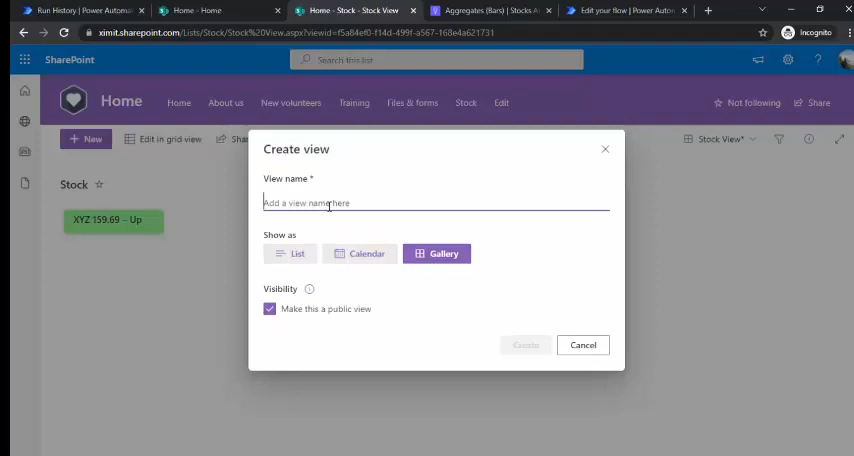 Run History | Power Automa
Home - Home
Home - Stock - Stock View
Aggregates (Bars) | Stocks A
Edit your flow | Power Autom
ximit.sharepoint.com/Lists/Stock/Stock%20View.aspx?viewid=f5a84ef0-f14d-499f-a567-168e4a621731
Incognito
SharePoint
Search this list
Home
Home
About us
New volunteers
Training
Files & forms
Stock
Edit
Not following
Share
New
Edit in grid view
Shar
Stock View*
Stock
XYZ 159.69 – Up
Create view
View name *
Add a view name here
Show as
List
Calendar
Gallery
Visibility
Make this a public view
Create
Cancel